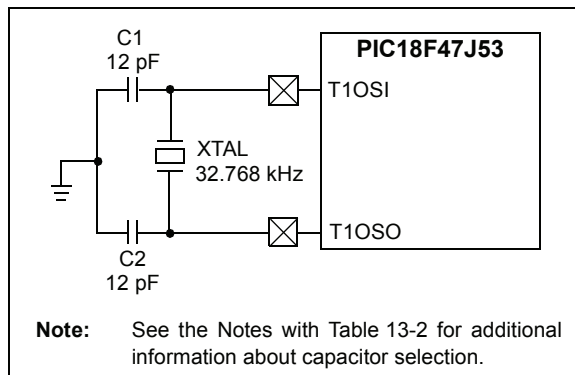 C1
12 pF
PIC18F47J53
T1OSI
XTAL
32.768 kHz
T1OSO
C2
12 pF
Note: See the Notes with Table 13-2 for additional
information about capacitor selection.